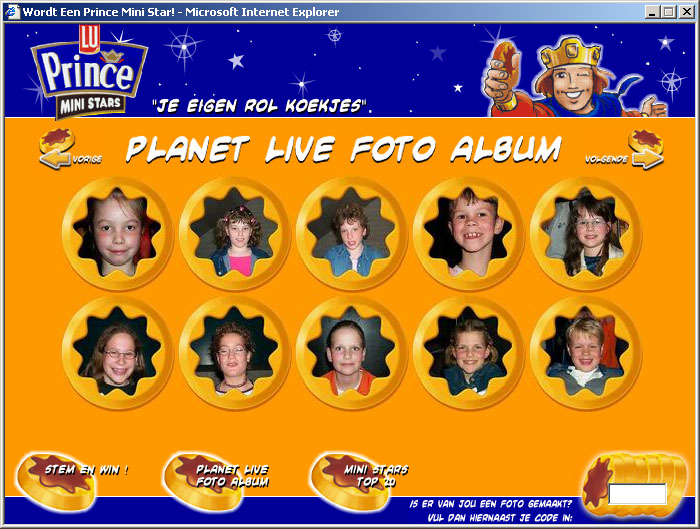 Wordt Een Prince Mini Star! - Microsoft Internet Explorer
LU
Prince
MINI STARS
"JE EIGEN ROL KOEKJES"
VORIGE
PLANET LIVE FOTO ALBUM
VOLGENDE
STEM EN WIN !
PLANET LIVE
FOTO ALBUM
MINI STARS
TOP 20
IS ER VAN JOU EEN FOTO GEMAAKT?
VUL DAN HIERNAAST JE CODE IN: